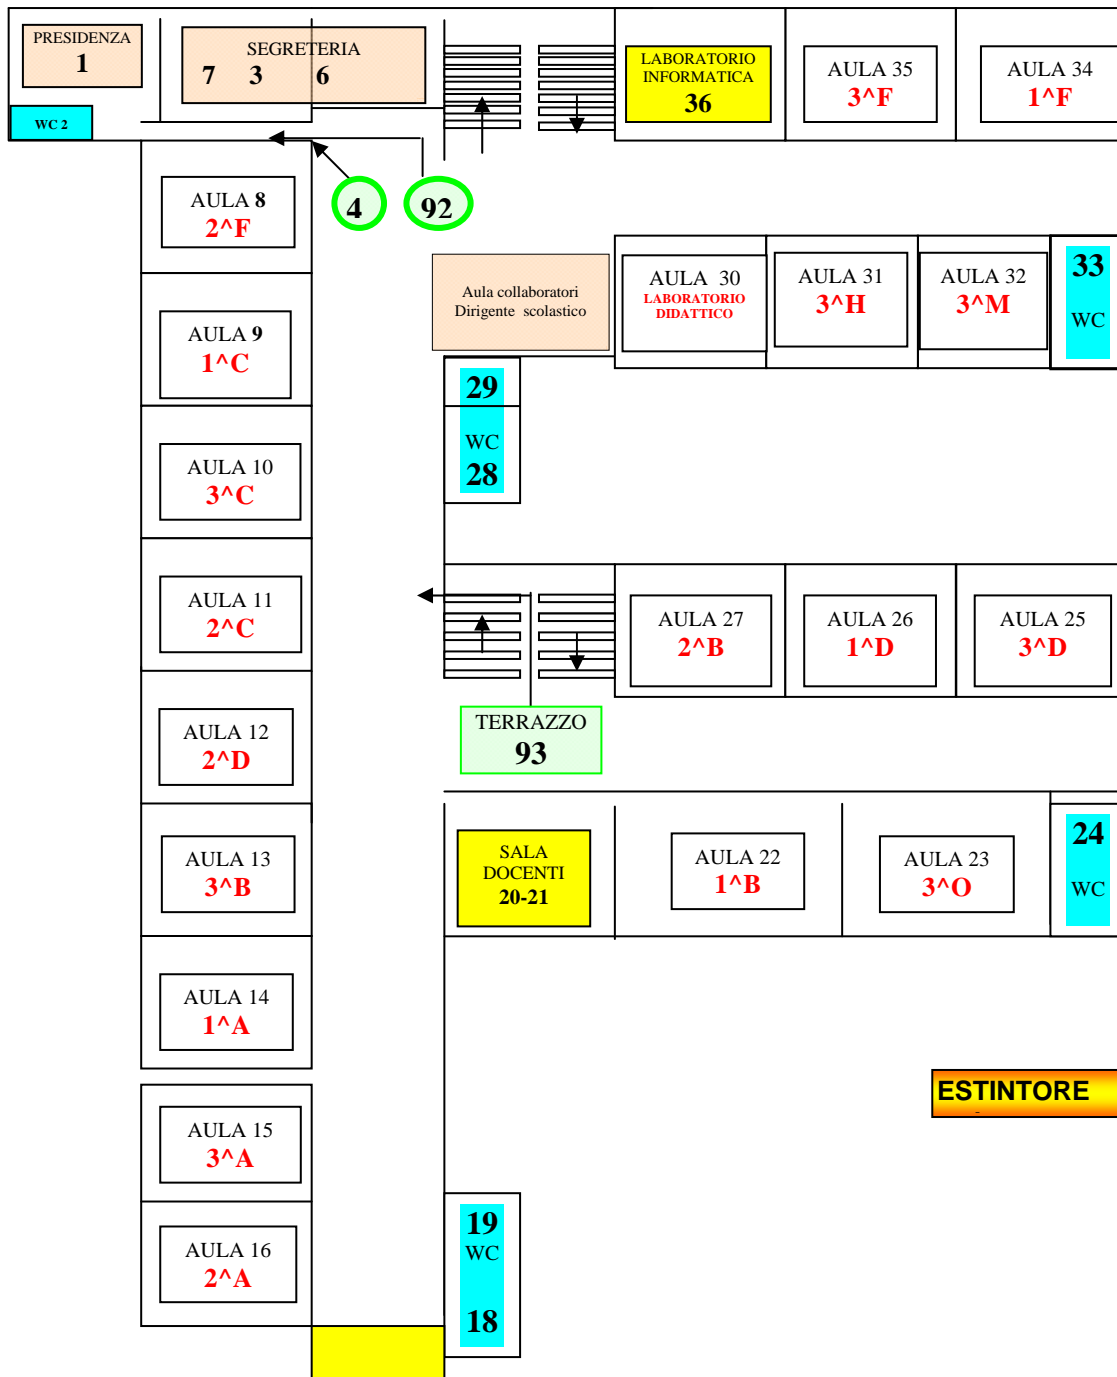 PRESIDENZA
1
SEGRETERIA
7 3 6
LABORATORIO
INFORMATICA
36
AULA 35
3^F
AULA 34
1^F
WC 2
4
92
AULA 8
2^F
Aula collaboratori
Dirigente scolastico
AULA 30
LABORATORIO
DIDATTICO
AULA 31
3^H
AULA 32
3^M
33
WC
AULA 9
1^C
29
WC
28
AULA 10
3^C
AULA 11
2^C
AULA 27
2^B
AULA 26
1^D
AULA 25
3^D
AULA 12
2^D
TERRAZZO
93
AULA 13
3^B
SALA
DOCENTI
20-21
AULA 22
1^B
AULA 23
3^O
24
WC
AULA 14
1^A
ESTINTORE
AULA 15
3^A
AULA 16
2^A
19
WC
18